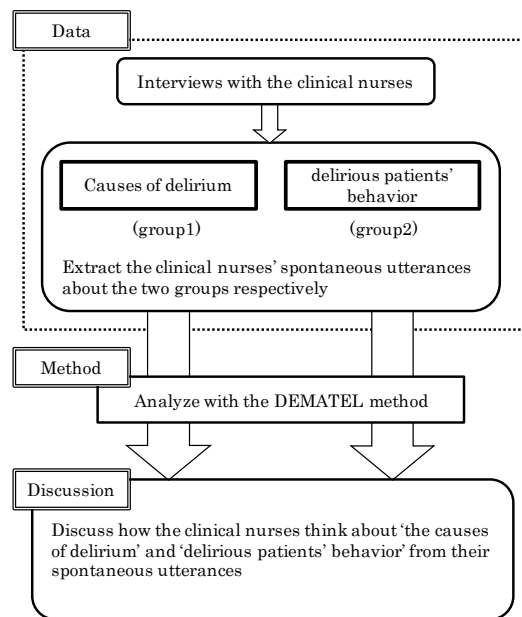 Data
Interviews with the clinical nurses
Causes of delirium
delirious patients’
behavior
(group1)
(group2)
Extract the clinical nurses’ spontaneous utterances
about the two groups respectively
Method
Analyze with the DEMATEL method
Discussion
Discuss how the clinical nurses think about ‘the causes
of delirium’ and ‘delirious patients’ behavior’ from their
spontaneous utterances